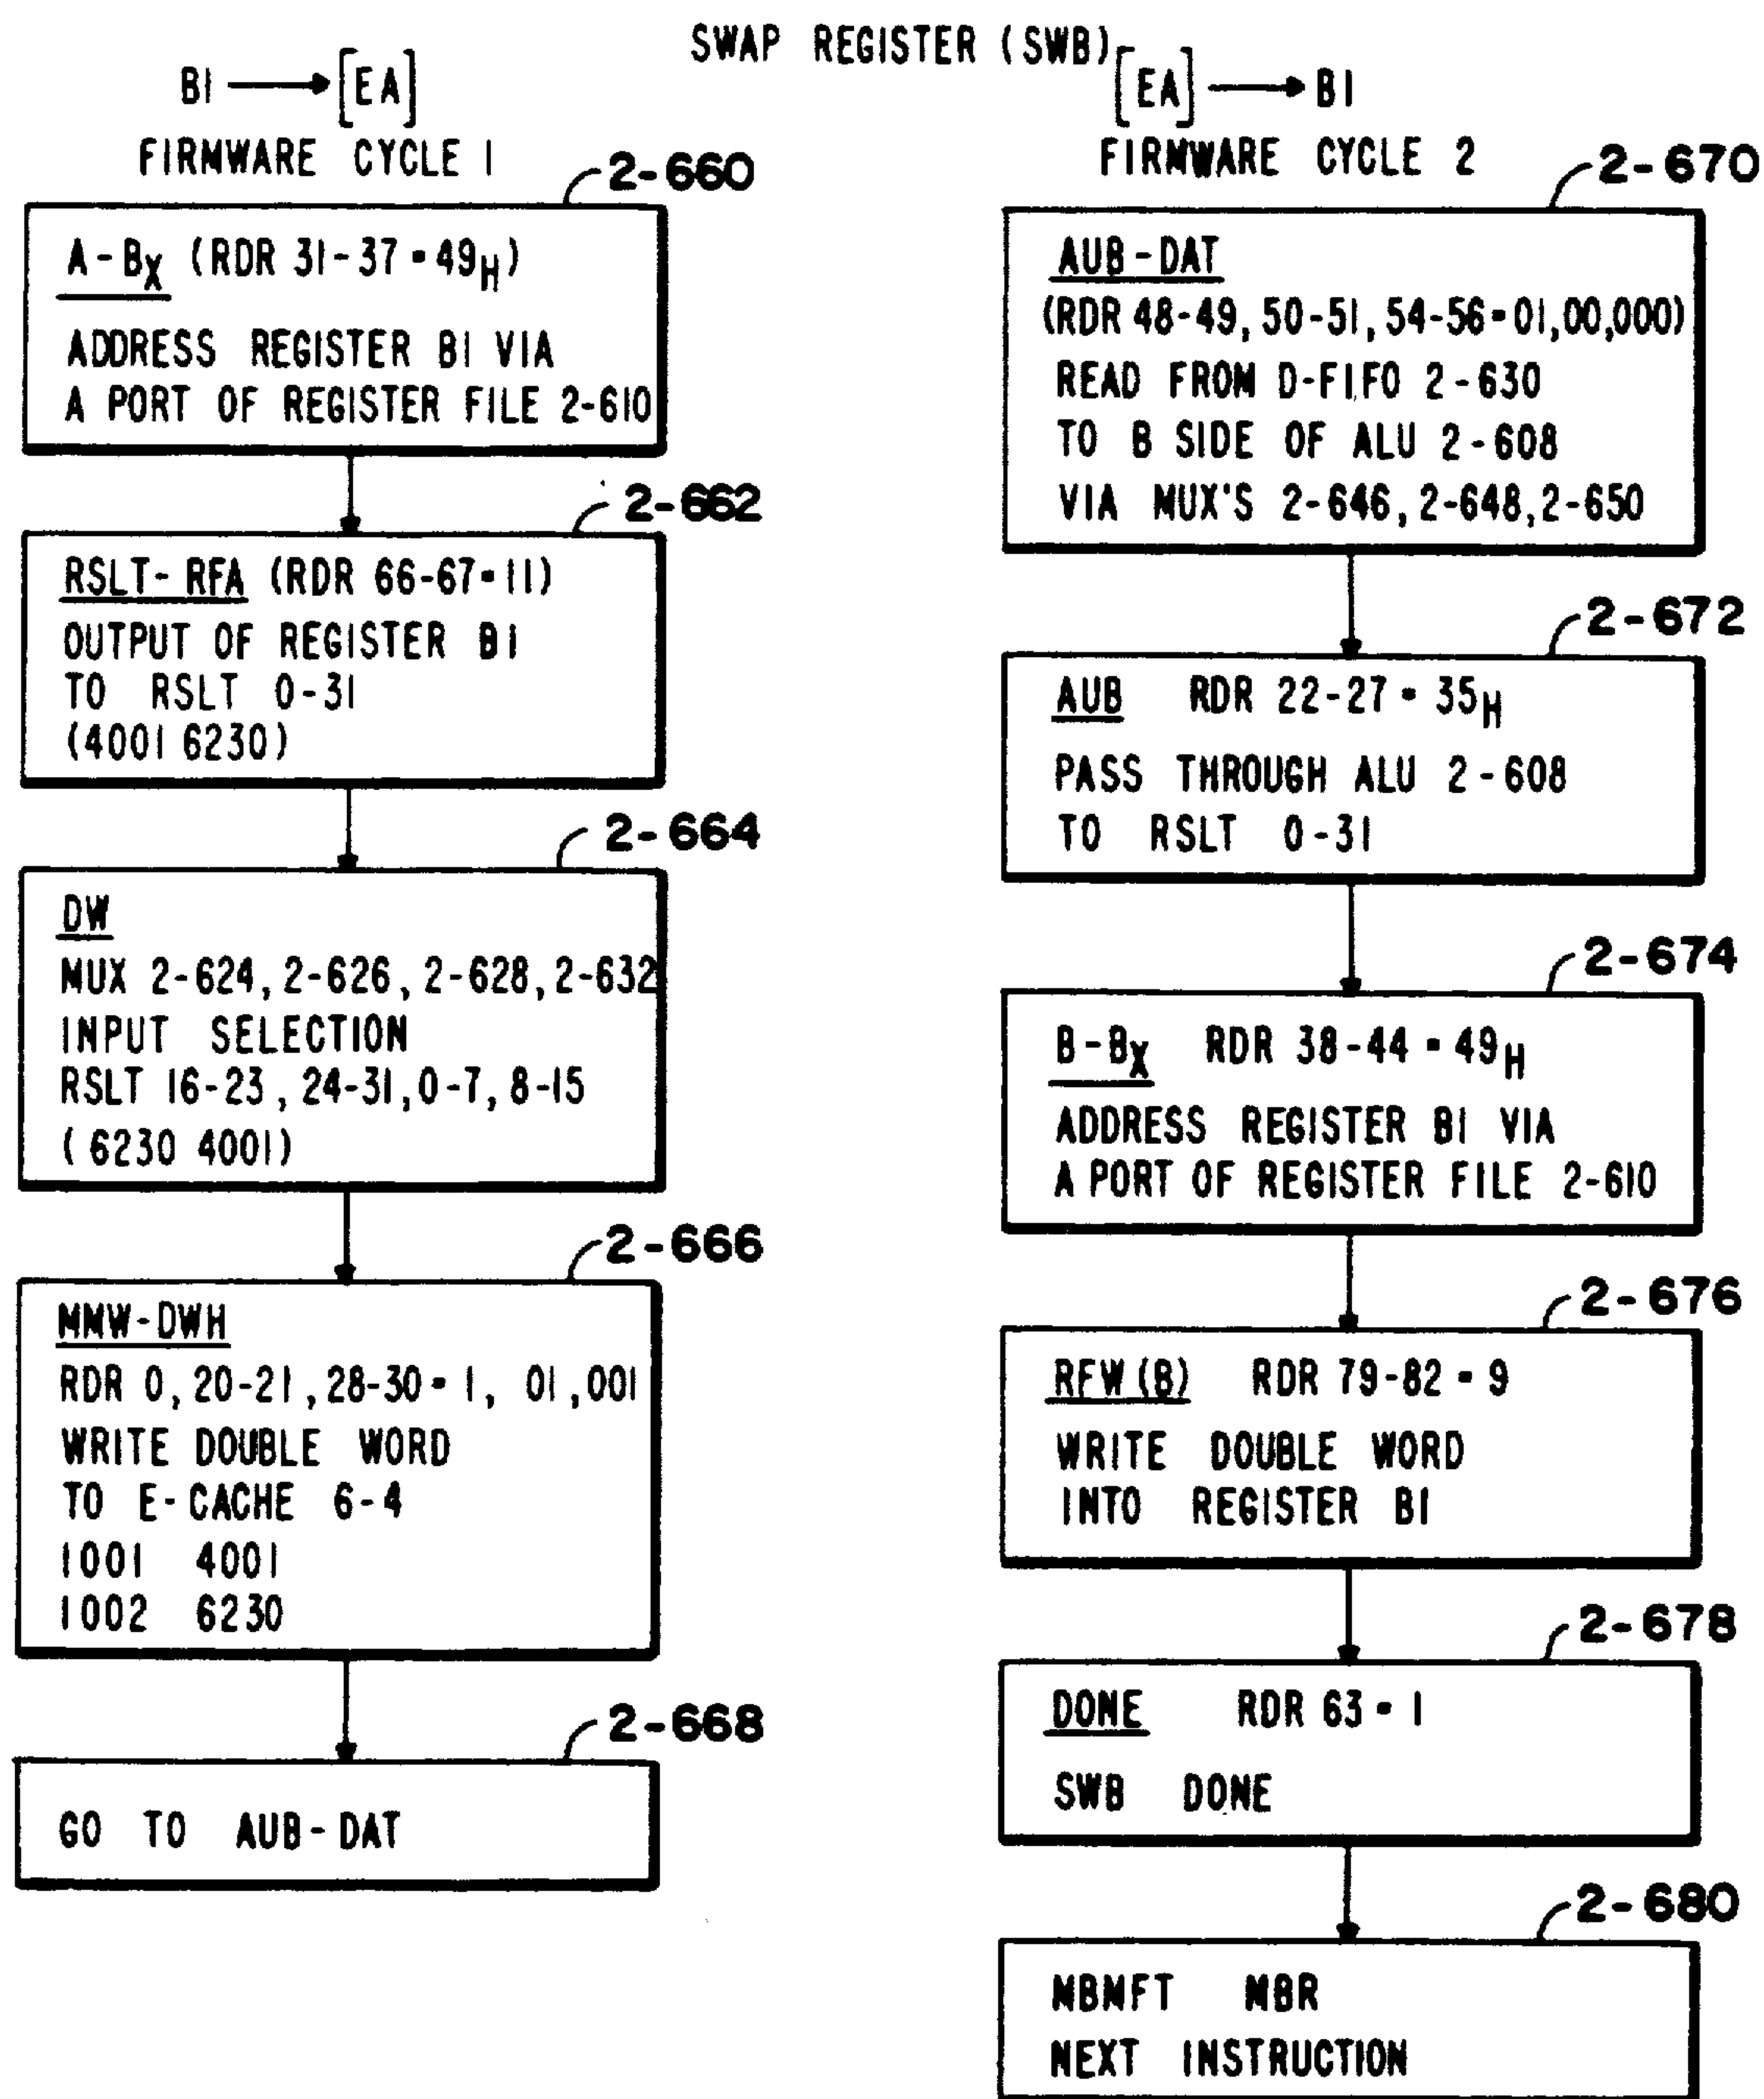 SWAP REGISTER (SWB)
B1 → [EA]
FIRMWARE CYCLE 1
2-660
A-BX (RDR 31-37=49H)
ADDRESS REGISTER B1 VIA
A PORT OF REGISTER FILE 2-610
2-662
RSLT-RFA (RDR 66-67=11)
OUTPUT OF REGISTER B1
TO RSLT 0-31
(4001 6230)
2-664
DW
MUX 2-624, 2-626, 2-628, 2-632
INPUT SELECTION
RSLT 16-23, 24-31, 0-7, 8-15
(6230 4001)
2-666
MMW-DWH
RDR 0, 20-21, 28-30=1, 01, 001
WRITE DOUBLE WORD
TO E-CACHE 6-4
1001 4001
1002 6230
2-668
GO TO AUB-DAT
[EA] → B1
FIRMWARE CYCLE 2
2-670
AUB-DAT
(RDR 48-49, 50-51, 54-56=01,00,000)
READ FROM D-FIFO 2-630
TO B SIDE OF ALU 2-608
VIA MUX'S 2-646, 2-648, 2-650
2-672
AUB RDR 22-27=35H
PASS THROUGH ALU 2-608
TO RSLT 0-31
2-674
B-BX RDR 38-44=49H
ADDRESS REGISTER B1 VIA
A PORT OF REGISTER FILE 2-610
2-676
RFW(B) RDR 79-82=9
WRITE DOUBLE WORD
INTO REGISTER B1
2-678
DONE RDR 63=1
SWB DONE
2-680
MBMFT MBR
NEXT INSTRUCTION